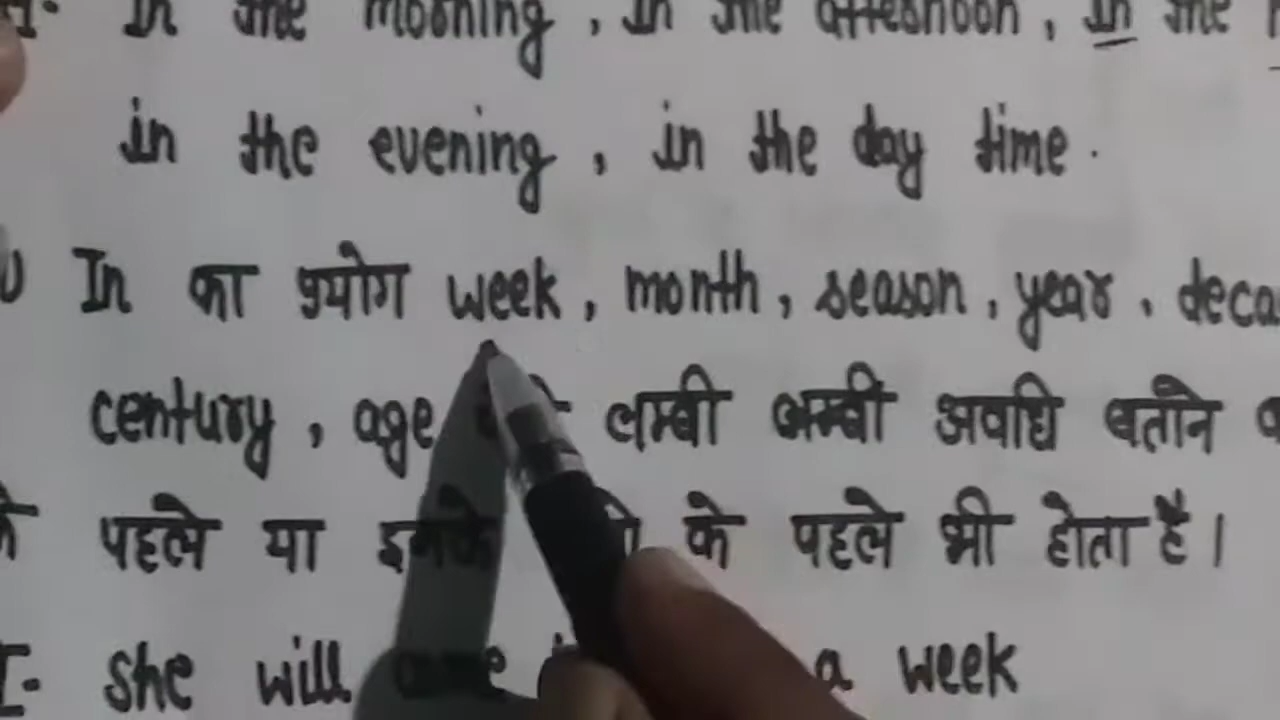 In the morning, in the afternoon, in the
in the evening, in the day time.
In का प्रयोग week, month, season, year, deca
century, age लम्बी लम्बी अवधि बताने
पहले या इनके के पहले भी होता है।
she will a week